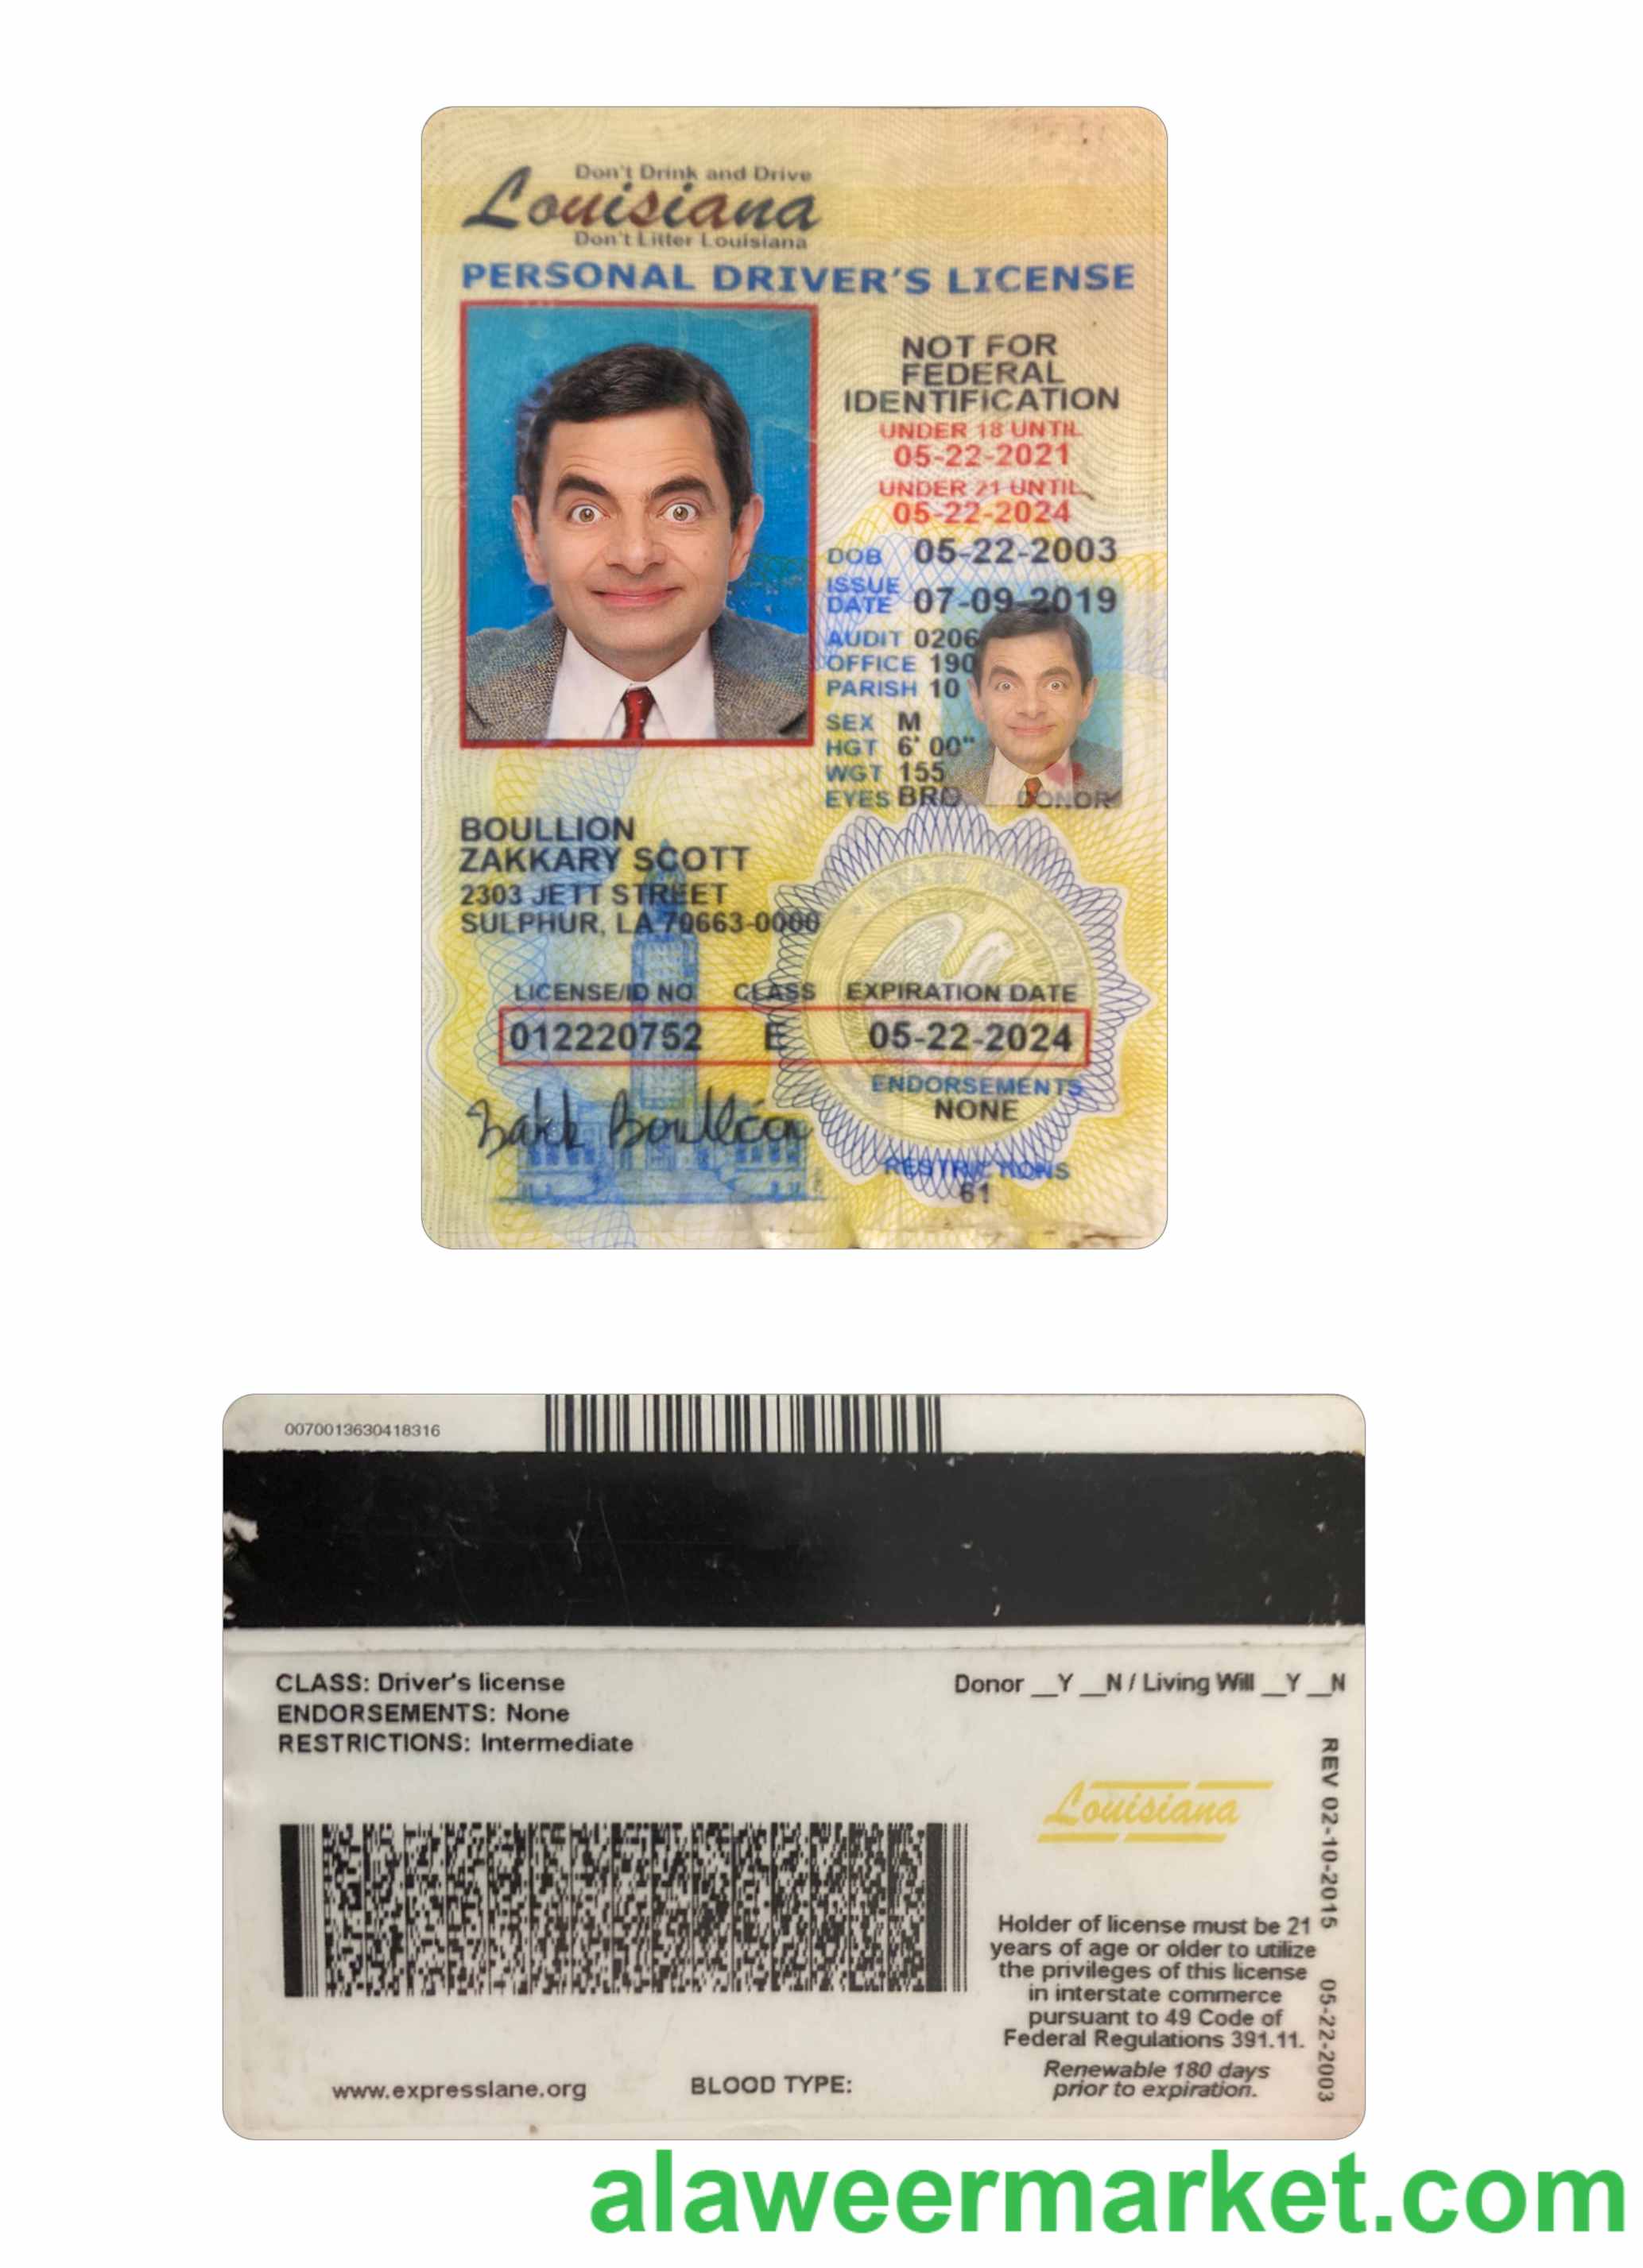 Don't Drink and Drive
Louisiana
Don't Litter Louisiana
PERSONAL DRIVER'S LICENSE
NOT FOR
FEDERAL
IDENTIFICATION
UNDER 18 UNTIL
05-22-2021
UNDER 21 UNTIL
05-22-2024
DOB 05-22-2003
ISSUE
DATE 07-09-2019
AUDIT 0206
OFFICE 190
PARISH 10
SEX M
HGT 6' 00"
WGT 155
EYES BRO DONOR
BOULLION
ZAKKARY SCOTT
2303 JETT STREET
SULPHUR, LA 70663-0000
STATE OF
LICENSE/ID NO. CLASS EXPIRATION DATE
012220752 E 05-22-2024
ENDORSEMENTS
NONE
Zakk Boullion
RESTRICTIONS
61
0070013630418316
CLASS: Driver's license
ENDORSEMENTS: None
RESTRICTIONS: Intermediate
Donor __Y __N / Living Will __Y __N
Louisiana
REV 02-10-2015 05-22-2003
Holder of license must be 21
years of age or older to utilize
the privileges of this license
in interstate commerce
pursuant to 49 Code of
Federal Regulations 391.11.
Renewable 180 days
prior to expiration.
www.expresslane.org
BLOOD TYPE:
alaweermarket.com